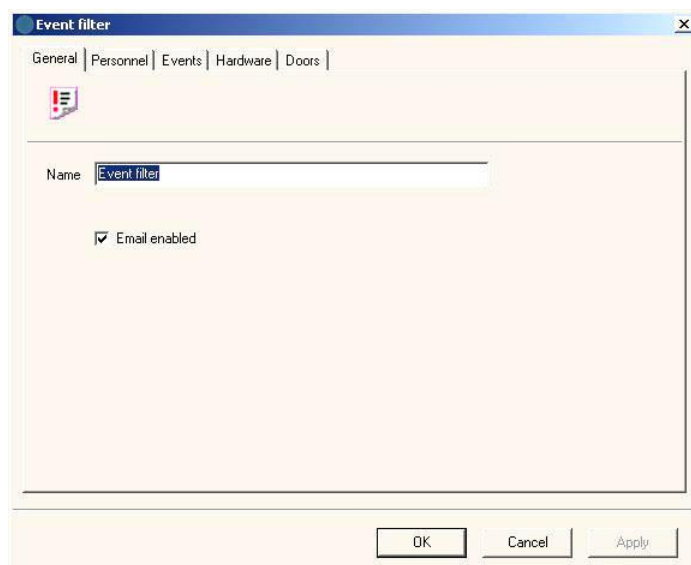 Event filter
General Personnel Events Hardware Doors
Name Event filter
Email enabled
OK Cancel Apply